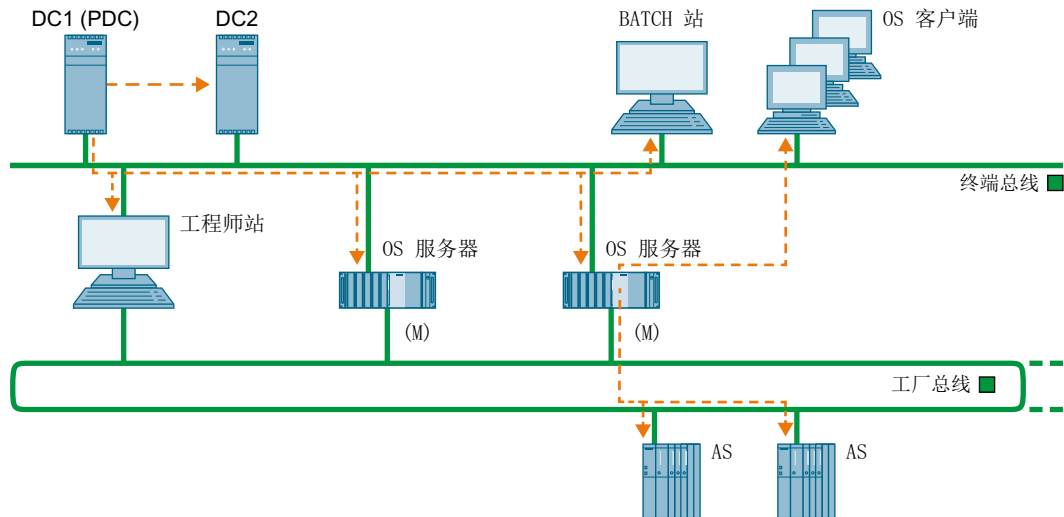 DC1 (PDC)
DC2
BATCH 站
OS 客户端
终端总线
工程师站
OS 服务器
OS 服务器
(M)
(M)
工厂总线
AS
AS